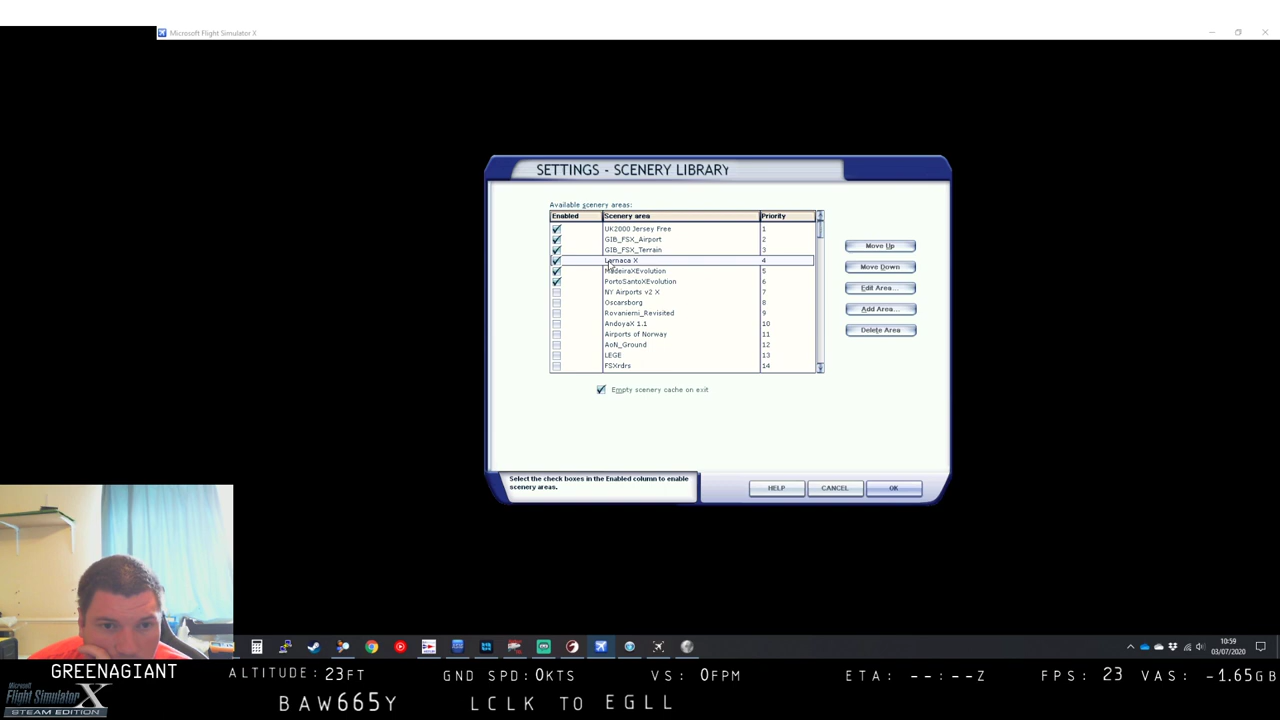 Microsoft Flight Simulator X
SETTINGS - SCENERY LIBRARY
Available scenery areas:
Enabled Scenery area Priority
UK2000 Jersey Free 1
GIB_FSX_Airport 2
GIB_FSX_Terrain 3
Larnaca X 4
MadeiraXEvolution 5
PortoSantoXEvolution 6
NY Airports v2 X 7
Oscarsborg 8
Rovaniemi_Revisited 9
AndoyaX 1.1 10
Airports of Norway 11
AoN_Ground 12
LEGE 13
FSXrdrs 14
Move Up
Move Down
Edit Area...
Add Area...
Delete Area
Empty scenery cache on exit
Select the check boxes in the Enabled column to enable
scenery areas.
HELP CANCEL OK
10:59
03/07/2020
GREENAGIANT ALTITUDE: 23FT GND SPD: 0KTS VS: 0FPM ETA: --:--Z FPS: 23 VAS: -1.65GB
Microsoft
Flight Simulator X
STEAM EDITION
BAW665Y LCLK TO EGLL